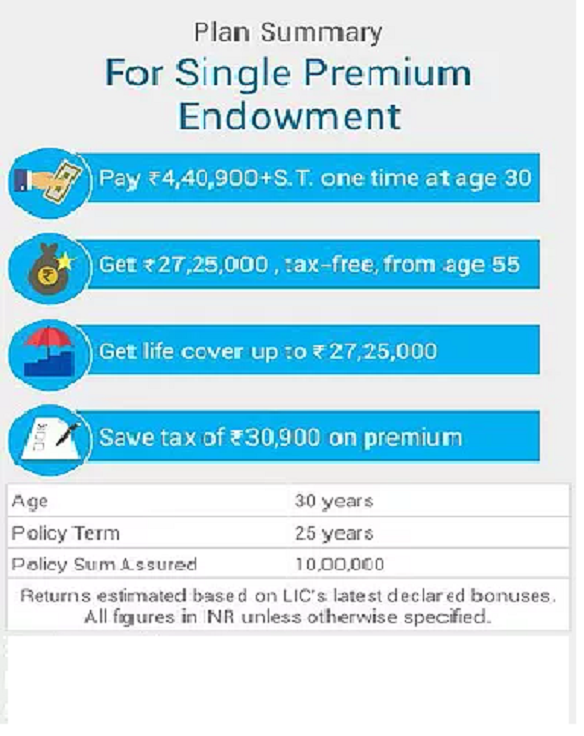 Plan Summary
For Single Premium
Endowment
Pay ₹4,40,900+S.T. one time at age 30
Get ₹27,25,000 , tax-free, from age 55
Get life cover up to ₹27,25,000
Save tax of ₹30,900 on premium
Age 30 years
Policy Term 25 years
Policy Sum Assured 10,00,000
Returns estimated based on LIC's latest declared bonuses.
All figures in INR unless otherwise specified.